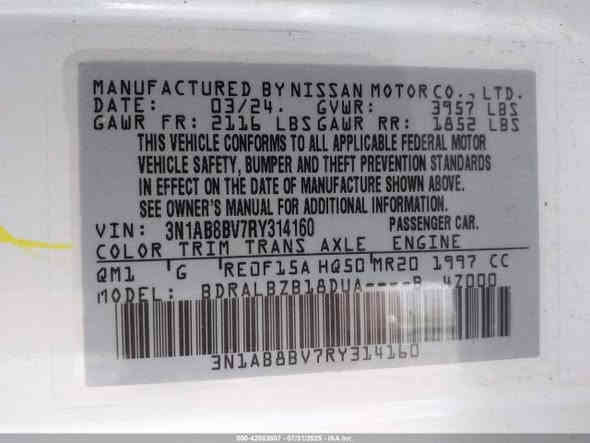 MANUFACTURED BY NISSAN MOTOR CO., LTD.
DATE: 03/24. GVWR: 3957 LBS
GAWR FR: 2116 LBS GAWR RR: 1852 LBS
THIS VEHICLE CONFORMS TO ALL APPLICABLE FEDERAL MOTOR
VEHICLE SAFETY, BUMPER AND THEFT PREVENTION STANDARDS
IN EFFECT ON THE DATE OF MANUFACTURE SHOWN ABOVE.
SEE OWNER'S MANUAL FOR ADDITIONAL INFORMATION.
VIN: 3N1AB8BV7RY314160 PASSENGER CAR.
COLOR TRIM TRANS AXLE ENGINE
QM1 G RE0F15A HQ50 MR20 1997 CC
MODEL: BDRALBZB18DUA----B 4Z000
3N1AB8BV7RY314160